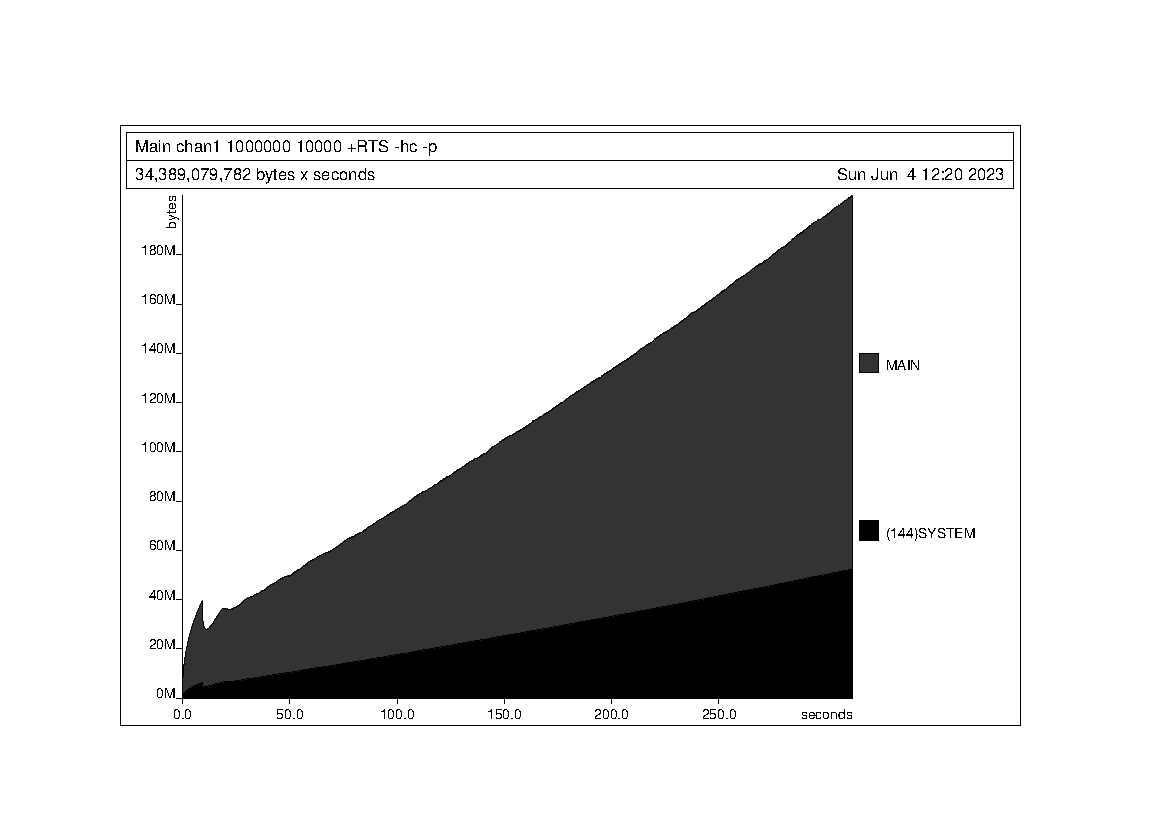 Main chan1 1000000 10000 +RTS -hc -p
34,389,079,782 bytes x seconds
Sun Jun 4 12:20 2023
bytes
180M
160M
140M
120M
100M
80M
60M
40M
20M
0M
0.0 50.0 100.0 150.0 200.0 250.0 seconds
MAIN
(144)SYSTEM